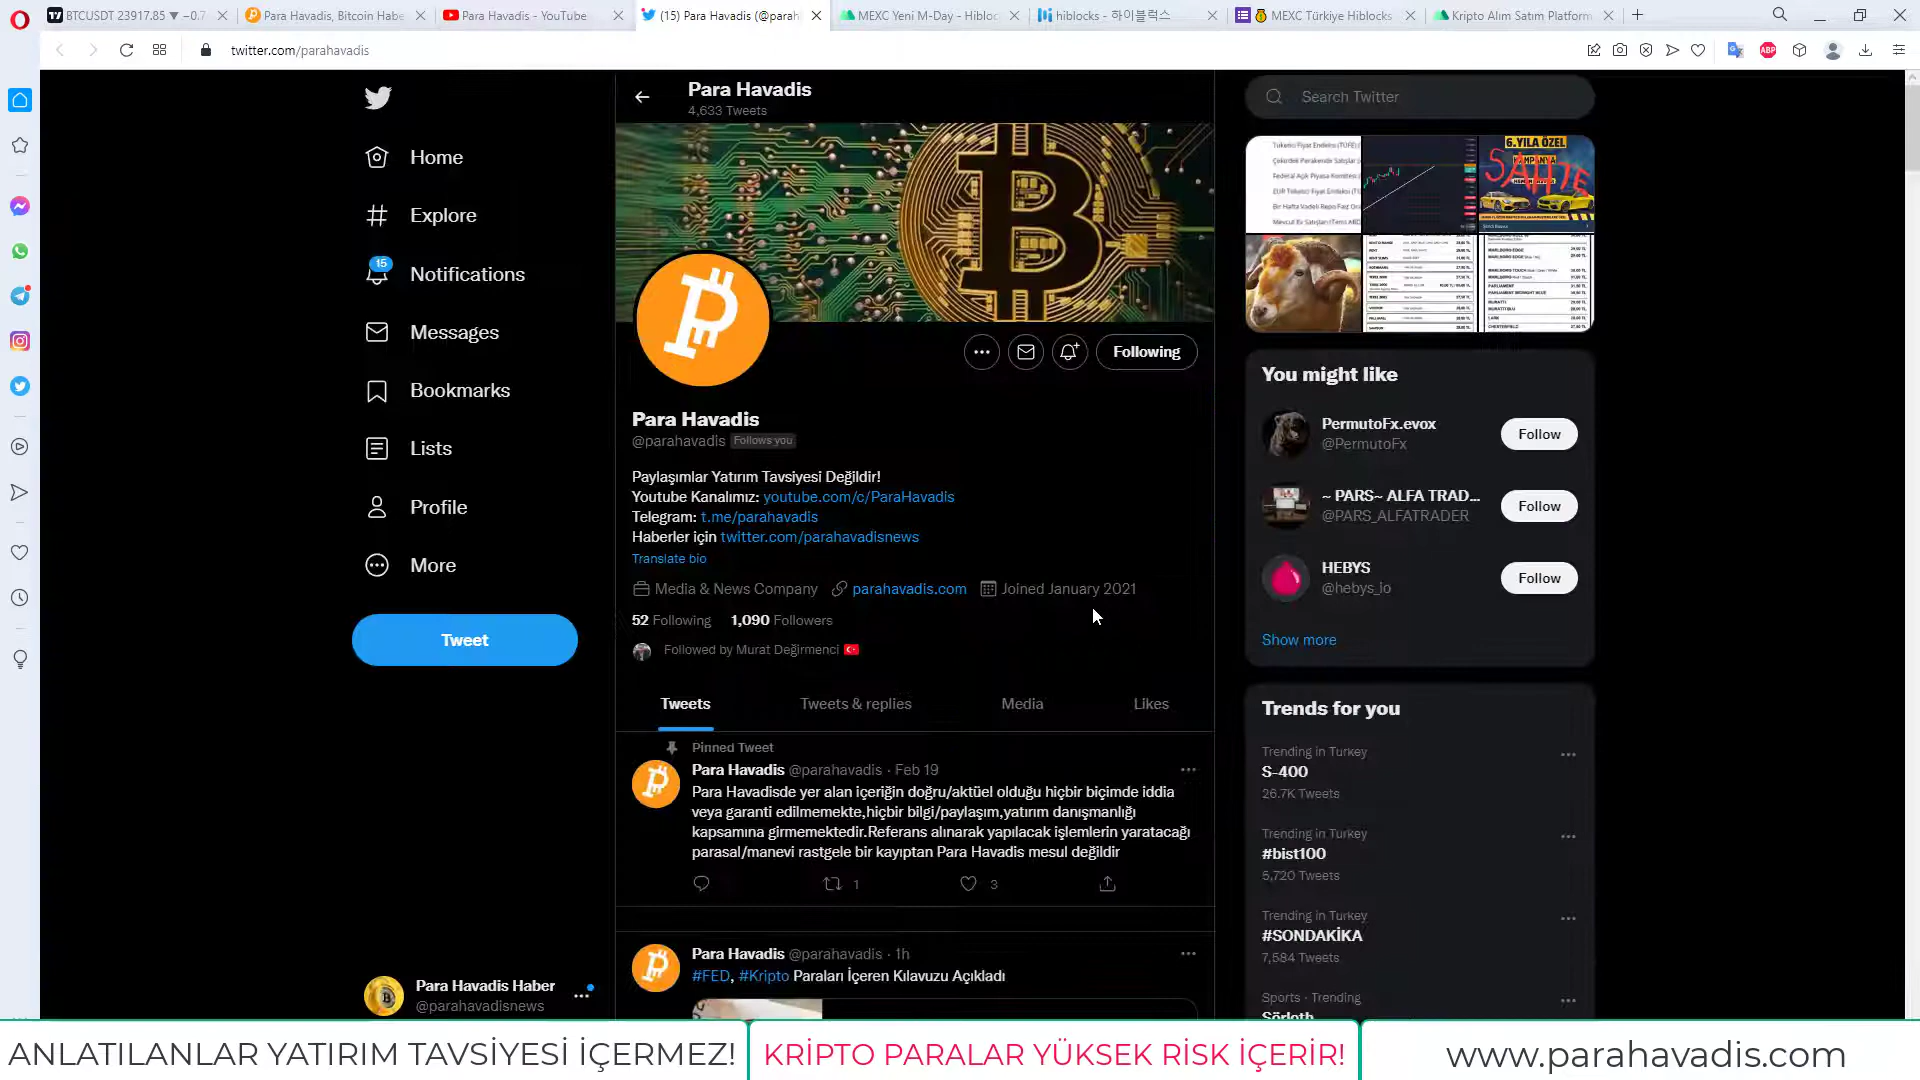 BTCUSDT 23917.85 ▼ −0.7
Para Havadis, Bitcoin Habe
Para Havadis - YouTube
(15) Para Havadis (@parah
MEXC Yeni M-Day - Hibloc
hiblocks - 하이블럭스
MEXC Türkiye Hiblocks
Kripto Alım Satım Platform
twitter.com/parahavadis
ABP
Home
Explore
15
Notifications
Messages
Bookmarks
Lists
Profile
More
Tweet
Para Havadis Haber
@parahavadisnews
Para Havadis
4,633 Tweets
Following
Para Havadis
@parahavadis Follows you
Paylaşımlar Yatırım Tavsiyesi Değildir!
Youtube Kanalımız: youtube.com/c/ParaHavadis
Telegram: t.me/parahavadis
Haberler için twitter.com/parahavadisnews
Translate bio
Media & News Company parahavadis.com Joined January 2021
52 Following 1,090 Followers
Followed by Murat Değirmenci
Tweets Tweets & replies Media Likes
Pinned Tweet
Para Havadis @parahavadis · Feb 19
Para Havadisde yer alan içeriğin doğru/aktüel olduğu hiçbir biçimde iddia
veya garanti edilmemekte,hiçbir bilgi/paylaşım,yatırım danışmanlığı
kapsamına girmemektedir.Referans alınarak yapılacak işlemlerin yaratacağı
parasal/manevi rastgele bir kayıptan Para Havadis mesul değildir
1 3
Para Havadis @parahavadis · 1h
#FED, #Kripto Paraları İçeren Kılavuzu Açıkladı
Search Twitter
6.YILA ÖZEL
KAMPANYA
You might like
PermutoFx.evox
@PermutoFx
Follow
~ PARS~ ALFA TRAD...
@PARS_ALFATRADER
Follow
HEBYS
@hebys_io
Follow
Show more
Trends for you
Trending in Turkey
S-400
26.7K Tweets
Trending in Turkey
#bist100
5,720 Tweets
Trending in Turkey
#SONDAKİKA
7,584 Tweets
Sports · Trending
Sörloth
ANLATILANLAR YATIRIM TAVSİYESİ İÇERMEZ!
KRİPTO PARALAR YÜKSEK RİSK İÇERİR!
www.parahavadis.com